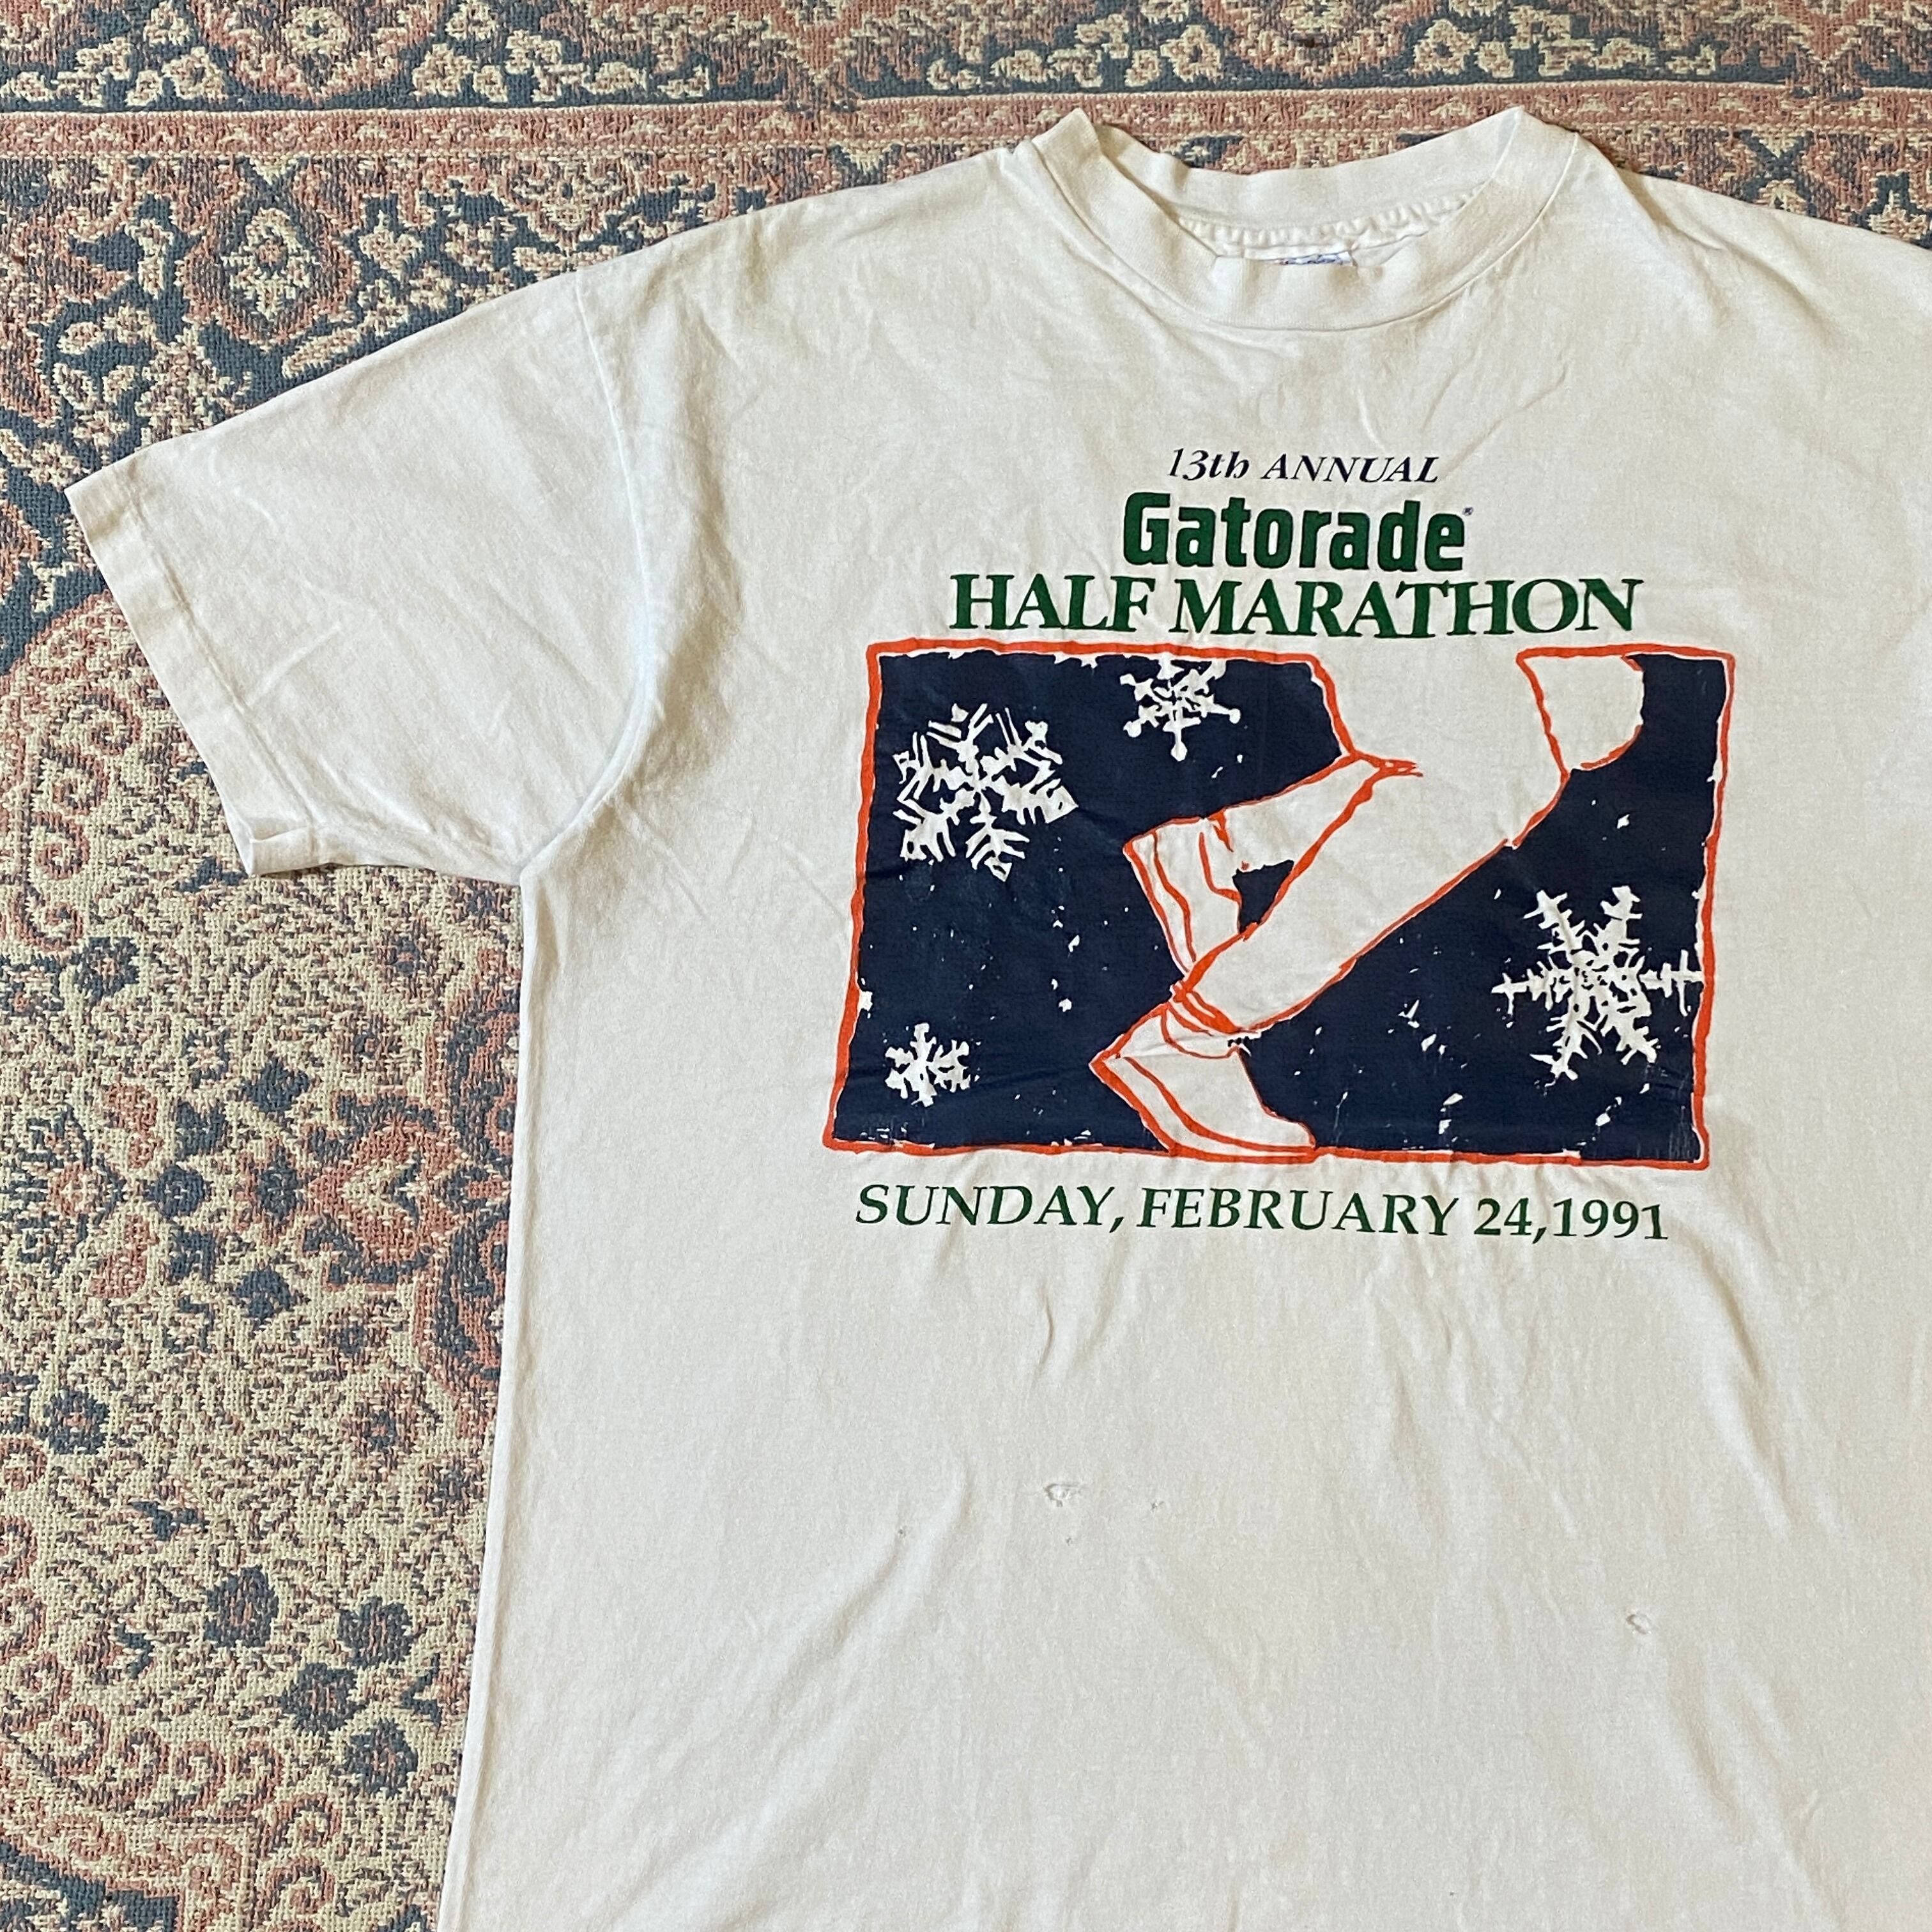 13th ANNUAL
Gatorade®
HALF MARATHON
SUNDAY, FEBRUARY 24,1991